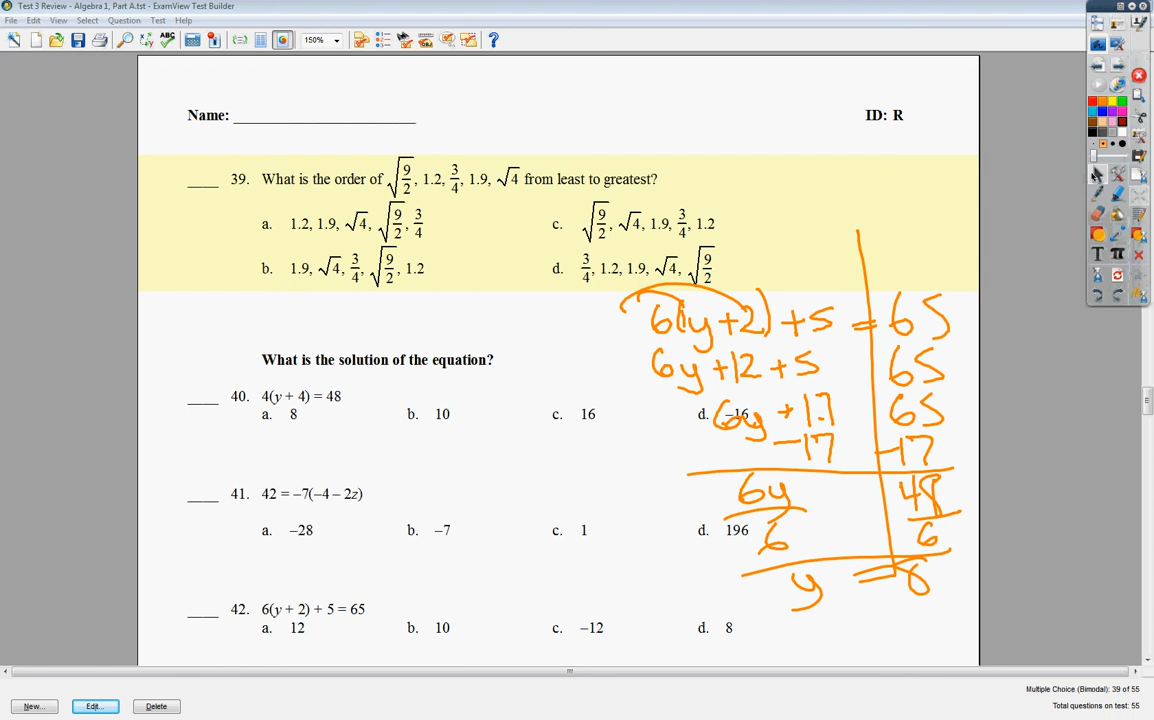 Test 3 Review - Algebra 1, Part A.tst - ExamView Test Builder
File Edit View Select Question Test Help
150%
Name: ____________________ ID: R
____ 39. What is the order of √(9/2), 1.2, 3/4, 1.9, √4 from least to greatest?
a. 1.2, 1.9, √4, √(9/2), 3/4 c. √(9/2), √4, 1.9, 3/4, 1.2
b. 1.9, √4, 3/4, √(9/2), 1.2 d. 3/4, 1.2, 1.9, √4, √(9/2)
6(y+2) + 5 = 65
6y +12 + 5 65
6y + 17 65
-17 -17
6y 48
6 6
y = 8
What is the solution of the equation?
____ 40. 4(y + 4) = 48
a. 8 b. 10 c. 16 d. −16
____ 41. 42 = −7(−4 − 2z)
a. −28 b. −7 c. 1 d. 196
____ 42. 6(y + 2) + 5 = 65
a. 12 b. 10 c. −12 d. 8
Multiple Choice (Bimodal): 39 of 55
New... Edit... Delete Total questions on test: 55